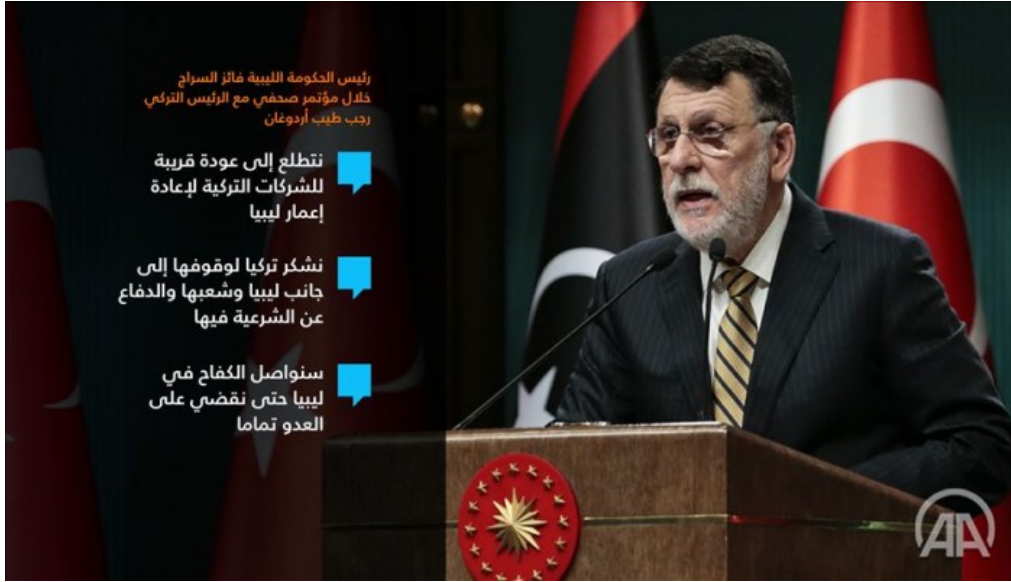 رئيس الحكومة الليبية فائز السراج
خلال مؤتمر صحفي مع الرئيس التركي
رجب طيب أردوغان
نتطلع إلى عودة قريبة
للشركات التركية لإعادة
إعمار ليبيا
نشكر تركيا لوقوفها إلى
جانب ليبيا وشعبها والدفاع
عن الشرعية فيها
سنواصل الكفاح في
ليبيا حتى نقضي على
العدو تماما
AA